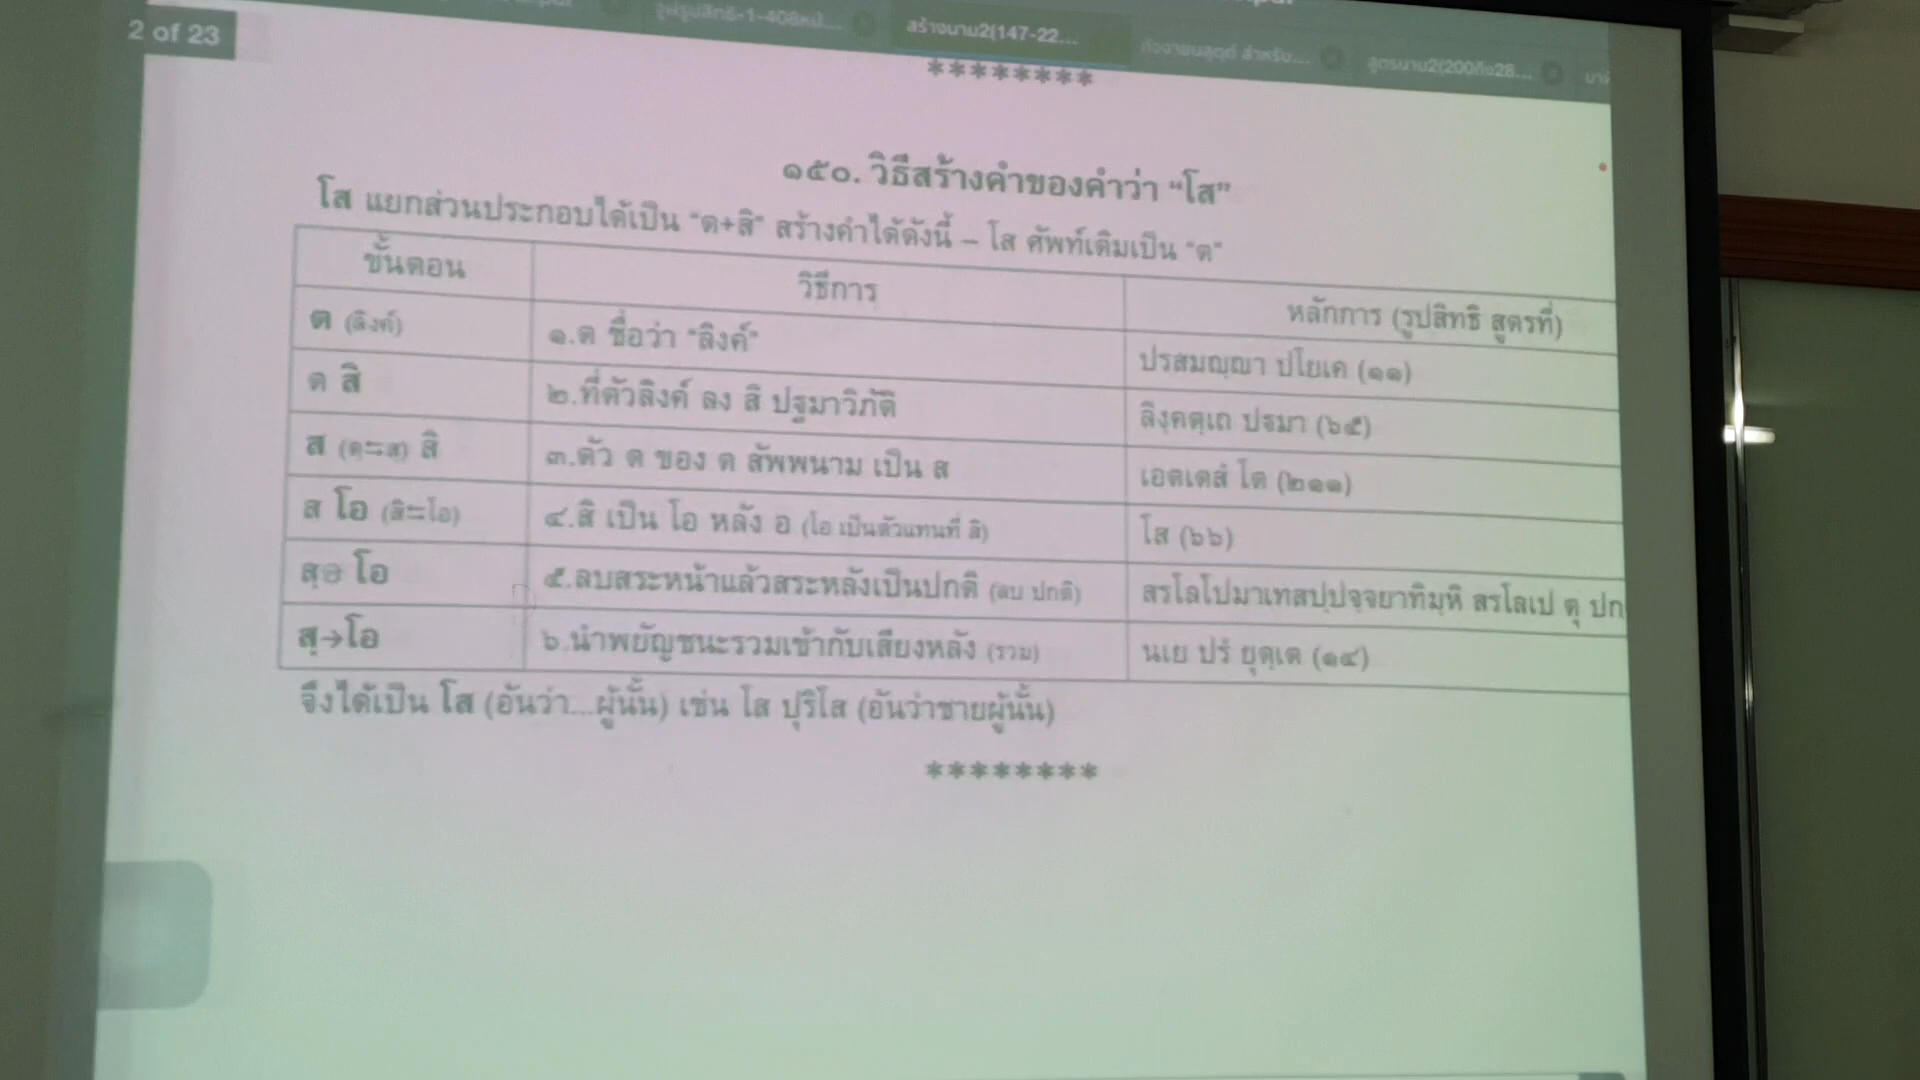 2 of 23
สร้างนาม2(147-22...
สูตรนาม2(200ถึง28...
********
๑๕๐. วิธีสร้างคำของคำว่า “โส”
โส แยกส่วนประกอบได้เป็น “ต+สิ” สร้างคำได้ดังนี้ – โส ศัพท์เดิมเป็น “ต”
ขั้นตอน วิธีการ หลักการ (รูปสิทธิ สูตรที่)
ต (ลิงค์) ๑.ต ชื่อว่า “ลิงค์” ปรสมญฺญา ปโยเค (๑๑)
ต สิ ๒.ที่ตัวลิงค์ ลง สิ ปฐมาวิภัติ ลิงฺคตฺเถ ปฐมา (๖๕)
ส (ตฺ=ส) สิ ๓.ตัว ต ของ ต สัพพนาม เป็น ส เอตเตสํ โต (๒๑๑)
ส โอ (สิ=โอ) ๔.สิ เป็น โอ หลัง อ (โอ เป็นตัวแทนที่ สิ) โส (๖๖)
สฺอ โอ ๕.ลบสระหน้าแล้วสระหลังเป็นปกติ (ลบ ปกติ) สรโลโปมาเทสปฺปจฺจยาทิมฺหิ สรโลเป ตุ ปก
สฺ→โอ ๖.นำพยัญชนะรวมเข้ากับเสียงหลัง (รวม) นเย ปรํ ยุตฺเต (๑๔)
จึงได้เป็น โส (อันว่า...ผู้นั้น) เช่น โส ปุริโส (อันว่าชายผู้นั้น)
********